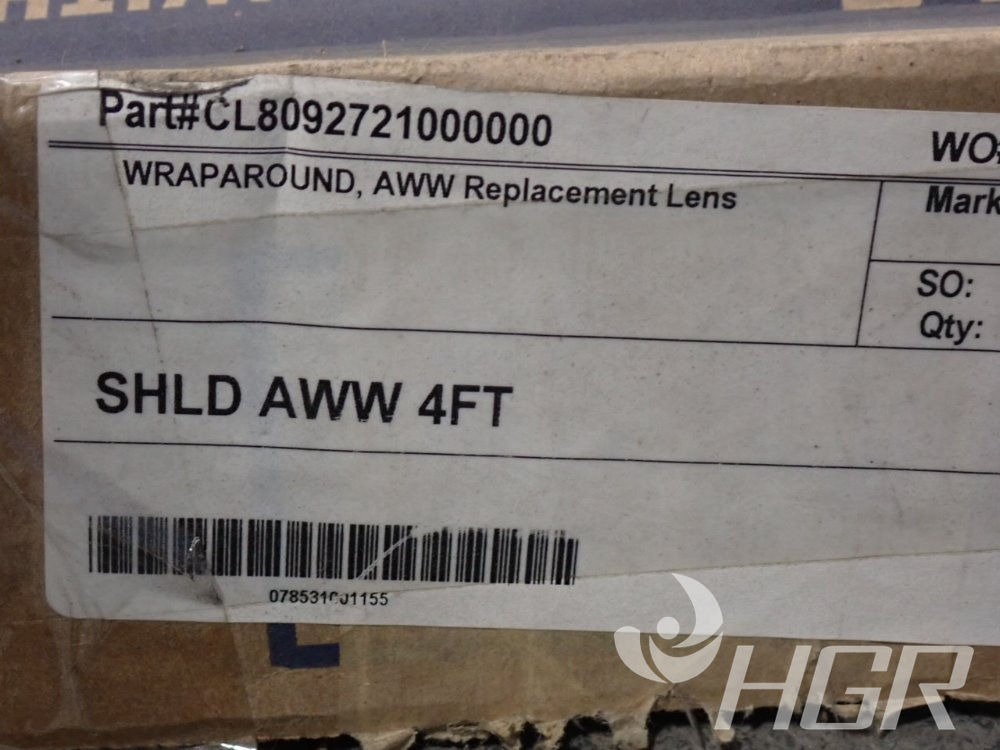 Part#CL8092721000000
WO#
WRAPAROUND, AWW Replacement Lens
Mark
SO:
Qty:
SHLD AWW 4FT
HGR